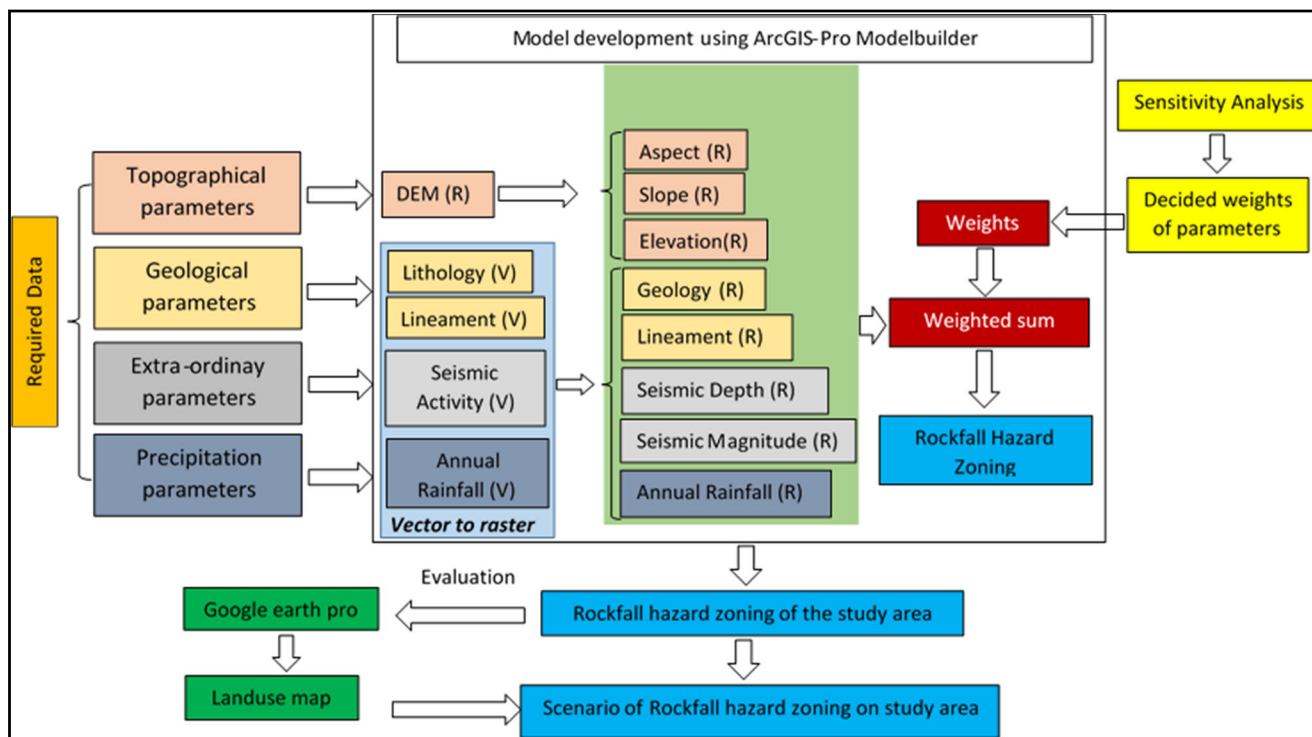 Model development using ArcGIS-Pro Modelbuilder
Required Data
Topographical
parameters
Geological
parameters
Extra-ordinay
parameters
Precipitation
parameters
DEM (R)
Lithology (V)
Lineament (V)
Seismic
Activity (V)
Annual
Rainfall (V)
Vector to raster
Aspect (R)
Slope (R)
Elevation(R)
Geology (R)
Lineament (R)
Seismic Depth (R)
Seismic Magnitude (R)
Annual Rainfall (R)
Sensitivity Analysis
Decided weights
of parameters
Weights
Weighted sum
Rockfall Hazard
Zoning
Evaluation
Google earth pro
Rockfall hazard zoning of the study area
Landuse map
Scenario of Rockfall hazard zoning on study area